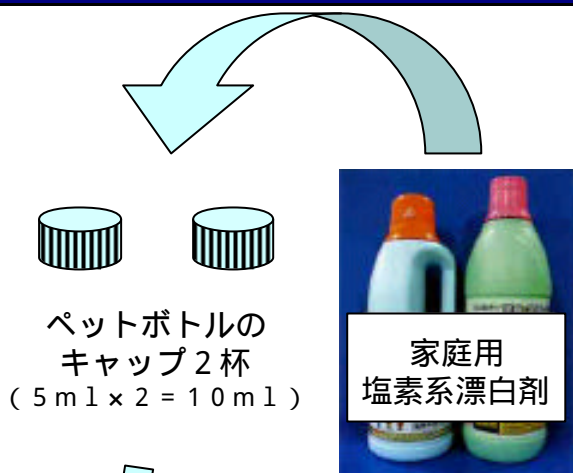 ペットボトルの
キャップ2杯
(5ml×2=10ml)
家庭用
塩素系漂白剤